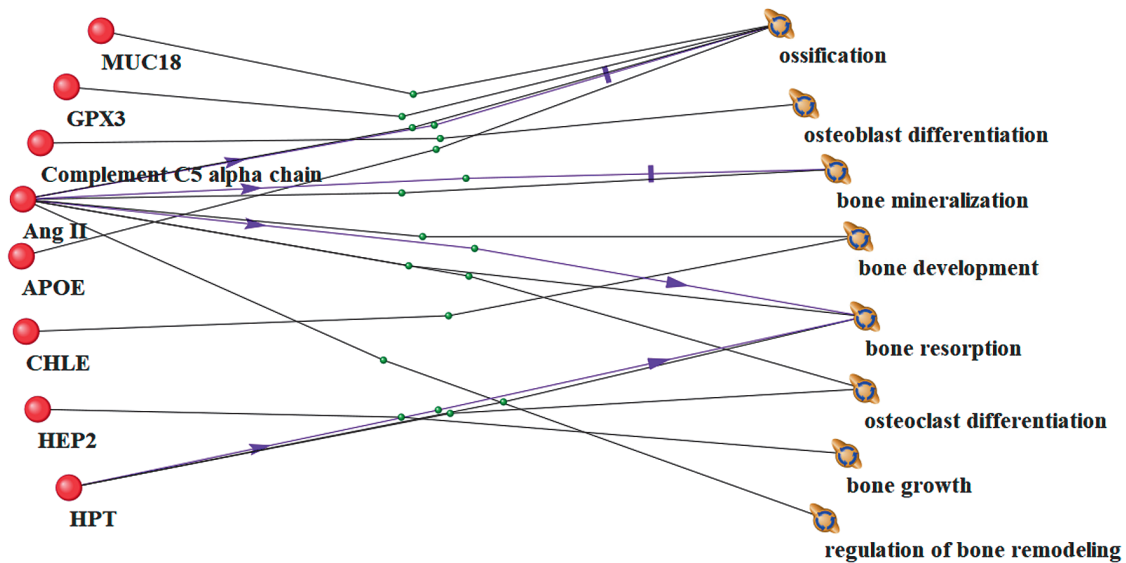 MUC18
GPX3
Complement C5 alpha chain
Ang II
APOE
CHLE
HEP2
HPT
ossification
osteoblast differentiation
bone mineralization
bone development
bone resorption
osteoclast differentiation
bone growth
regulation of bone remodeling